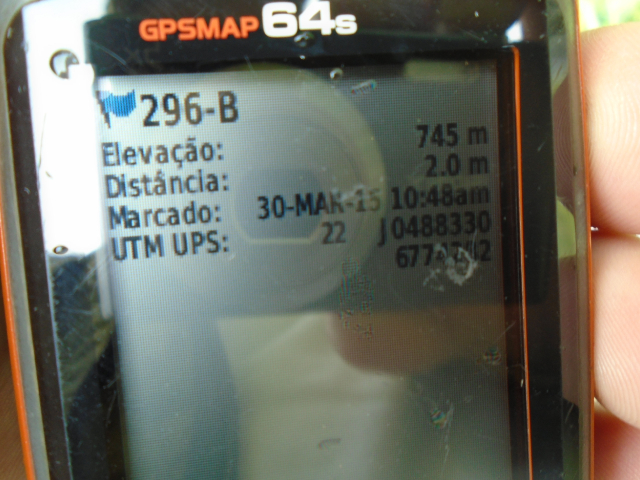 GPSMAP 64s
296-B
Elevação: 745 m
Distância: 2.0 m
Marcado: 30-MAR-15 10:48am
UTM UPS: 22 J 0488330